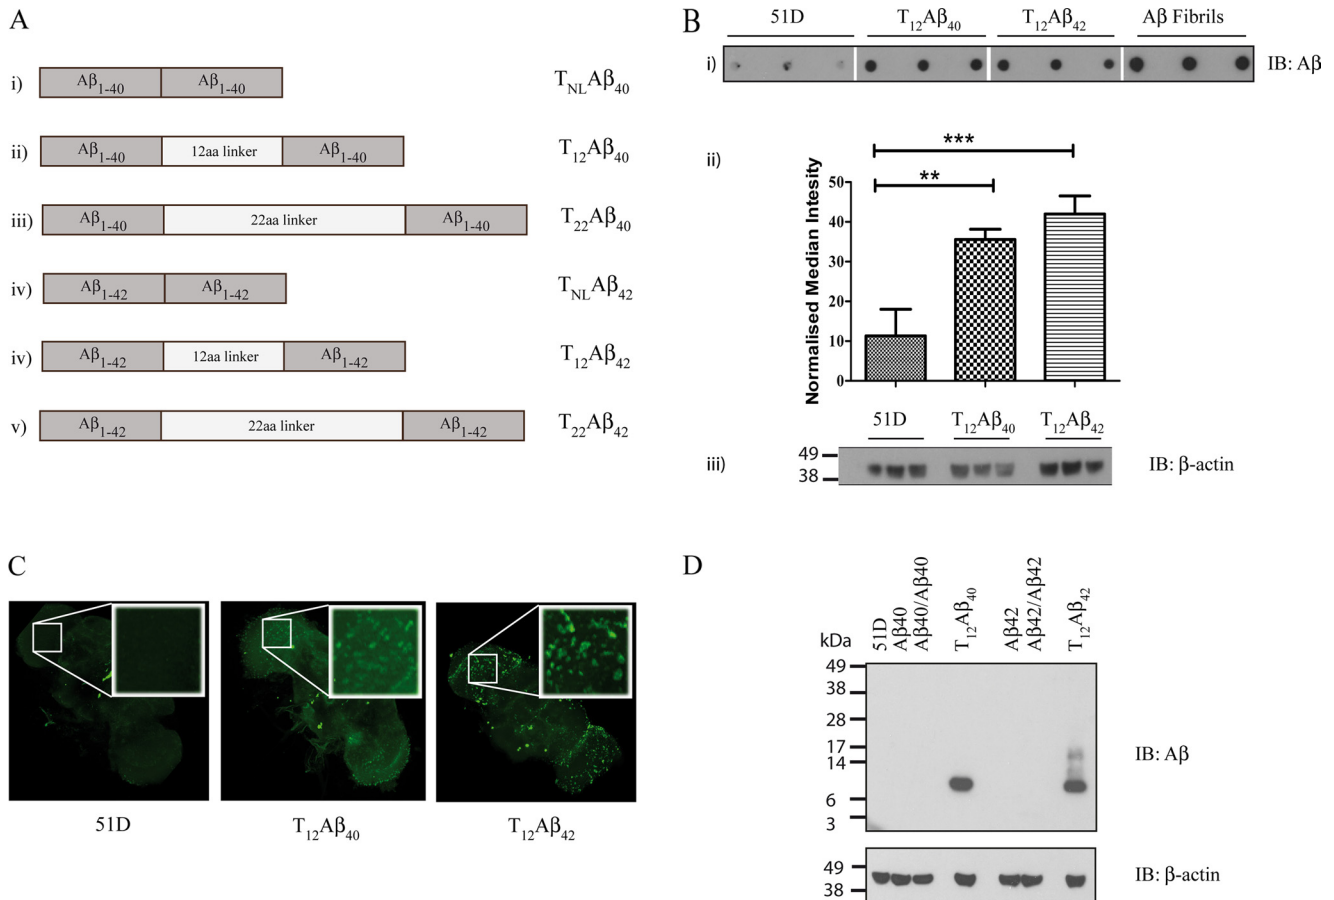 A
i) Aβ1-40 Aβ1-40 TNLAβ40
ii) Aβ1-40 12aa linker Aβ1-40 T12Aβ40
iii) Aβ1-40 22aa linker Aβ1-40 T22Aβ40
iv) Aβ1-42 Aβ1-42 TNLAβ42
iv) Aβ1-42 12aa linker Aβ1-42 T12Aβ42
v) Aβ1-42 22aa linker Aβ1-42 T22Aβ42
B
51D T12Aβ40 T12Aβ42 Aβ Fibrils
i) IB: Aβ
ii)
***
**
Normalised Median Intesity
50
40
30
20
10
0
51D T12Aβ40 T12Aβ42
iii) 49 IB: β-actin
38
C
51D T12Aβ40 T12Aβ42
D
kDa 51D Aβ40 Aβ40/Aβ40 T12Aβ40 Aβ42 Aβ42/Aβ42 T12Aβ42
49
38
28
17
14
6
3
IB: Aβ
49
38
IB: β-actin